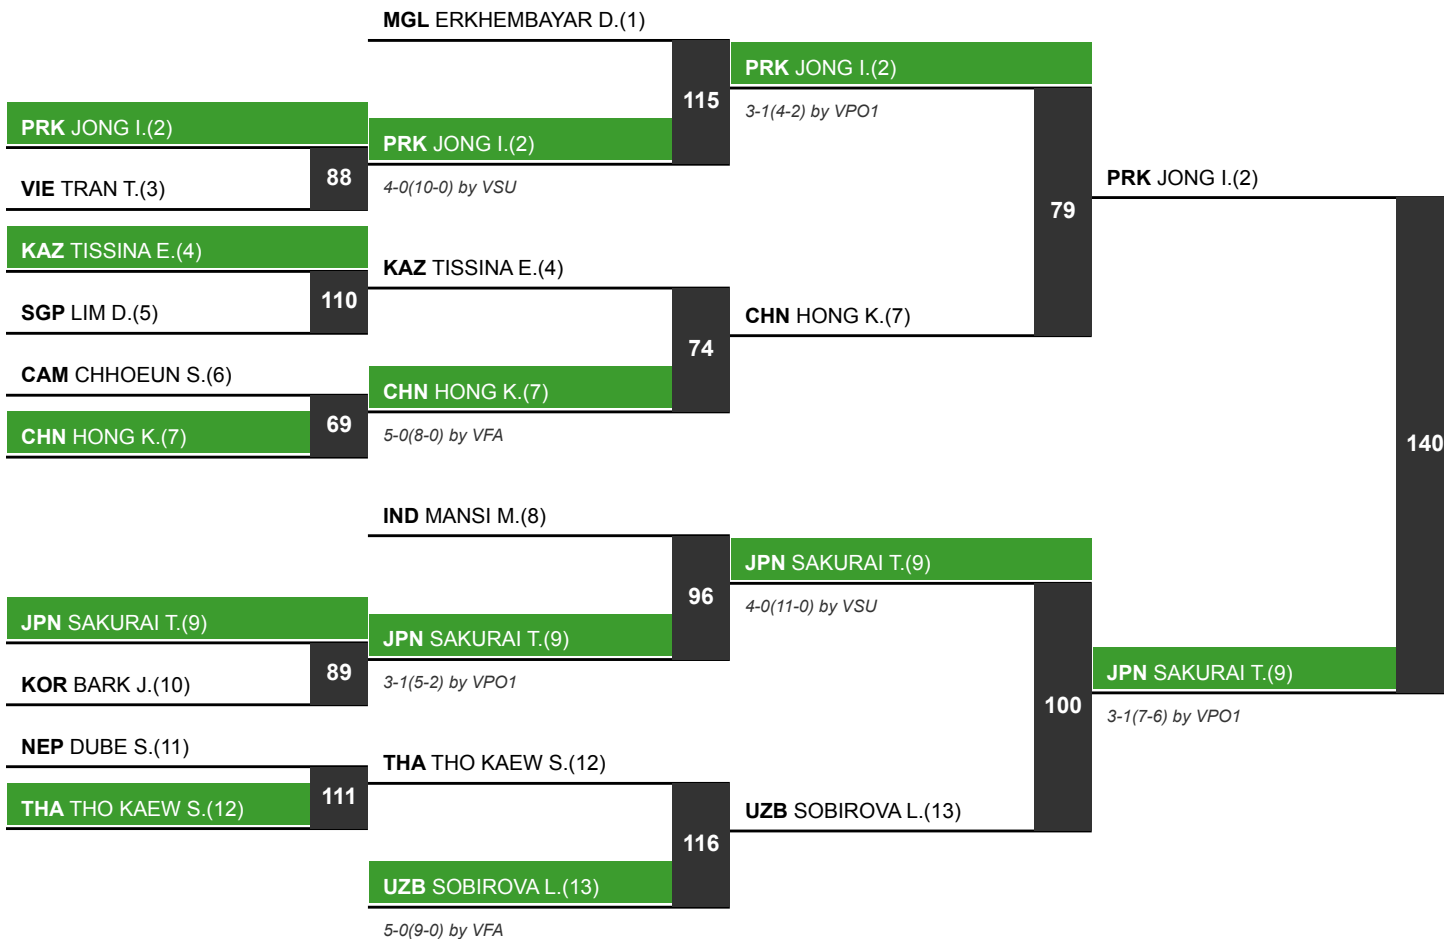 MGL ERKHEMBAYAR D.(1)
PRK JONG I.(2)
115
3-1(4-2) by VPO1
PRK JONG I.(2)
PRK JONG I.(2)
88
4-0(10-0) by VSU
VIE TRAN T.(3)
PRK JONG I.(2)
79
KAZ TISSINA E.(4)
KAZ TISSINA E.(4)
110
SGP LIM D.(5)
CHN HONG K.(7)
74
CAM CHHOEUN S.(6)
CHN HONG K.(7)
69
CHN HONG K.(7)
5-0(8-0) by VFA
140
IND MANSI M.(8)
JPN SAKURAI T.(9)
96
4-0(11-0) by VSU
JPN SAKURAI T.(9)
JPN SAKURAI T.(9)
89
3-1(5-2) by VPO1
KOR BARK J.(10)
JPN SAKURAI T.(9)
100
3-1(7-6) by VPO1
NEP DUBE S.(11)
THA THO KAEW S.(12)
111
THA THO KAEW S.(12)
UZB SOBIROVA L.(13)
116
UZB SOBIROVA L.(13)
5-0(9-0) by VFA